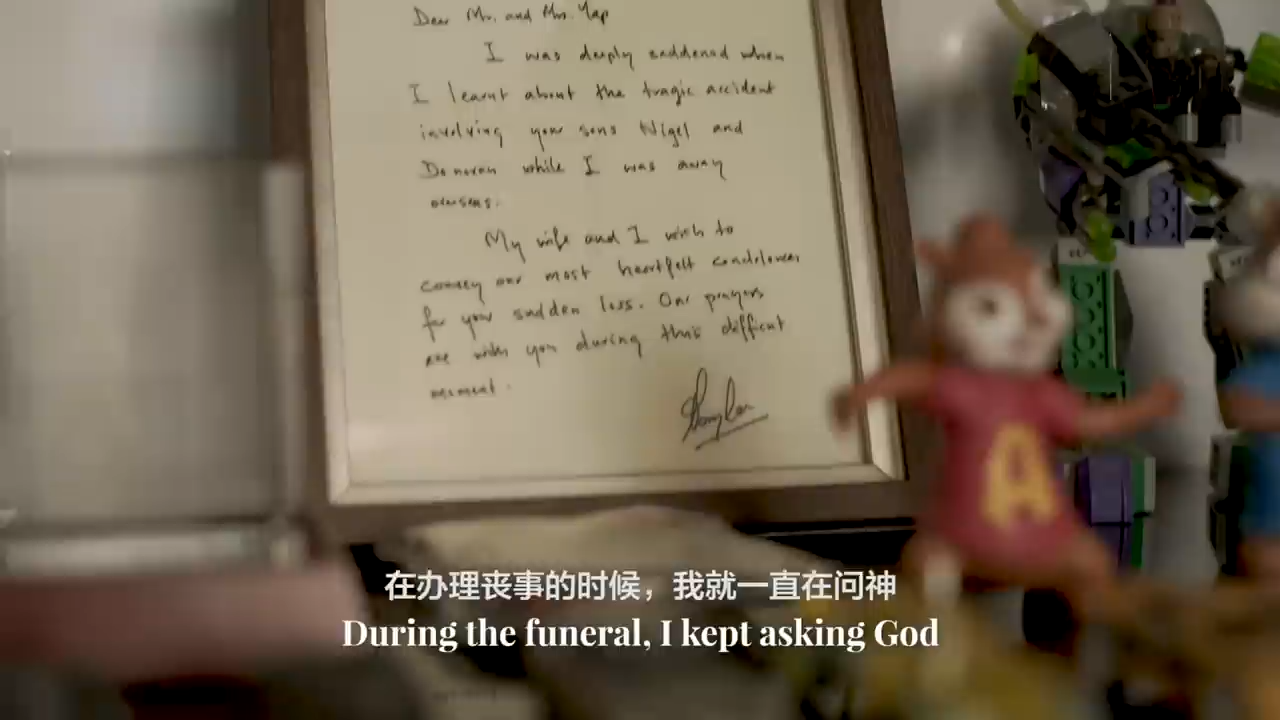 Dear Mr. and Mrs. Yap
I was deeply saddened when
I learnt about the tragic accident
involving your sons Nigel and
Donovan while I was away
overseas.
My wife and I wish to
convey our most heartfelt condolences
for your sudden loss. Our prayers
are with you during this difficult
moment.
A
在办理丧事的时候，我就一直在问神
During the funeral, I kept asking God